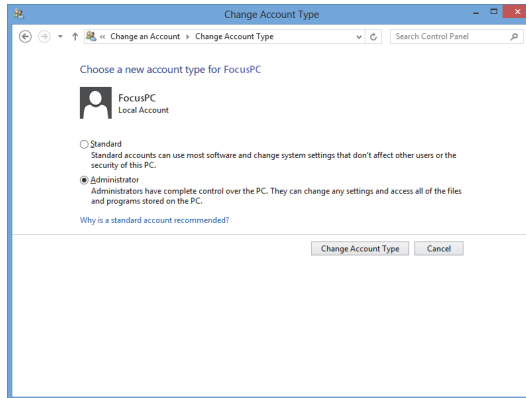 Change Account Type
« Change an Account ▸ Change Account Type
Search Control Panel
Choose a new account type for FocusPC
FocusPC
Local Account
Standard
Standard accounts can use most software and change system settings that don't affect other users or the
security of this PC.
Administrator
Administrators have complete control over the PC. They can change any settings and access all of the files
and programs stored on the PC.
Why is a standard account recommended?
Change Account Type
Cancel